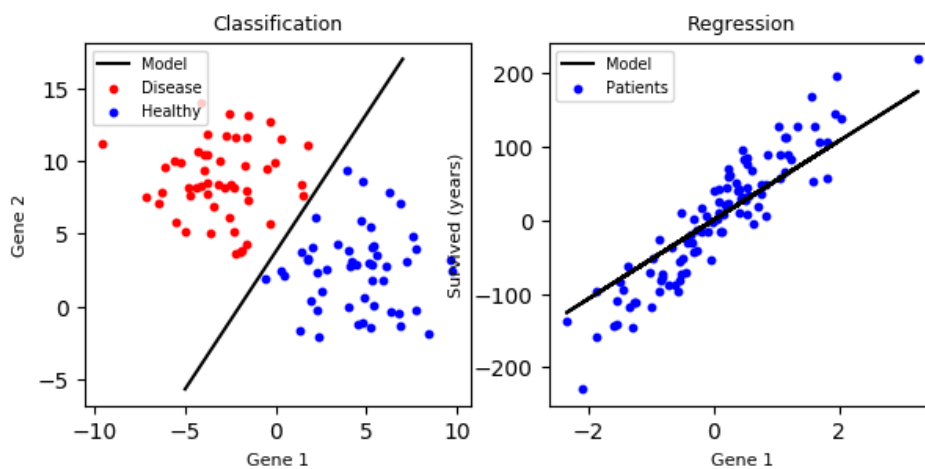 Classification
Model
Disease
Healthy
Gene 2
15
10
5
0
−5
−10
−5
0
5
10
Gene 1
Regression
Model
Patients
Survived (years)
200
100
0
−100
−200
−2
0
2
Gene 1